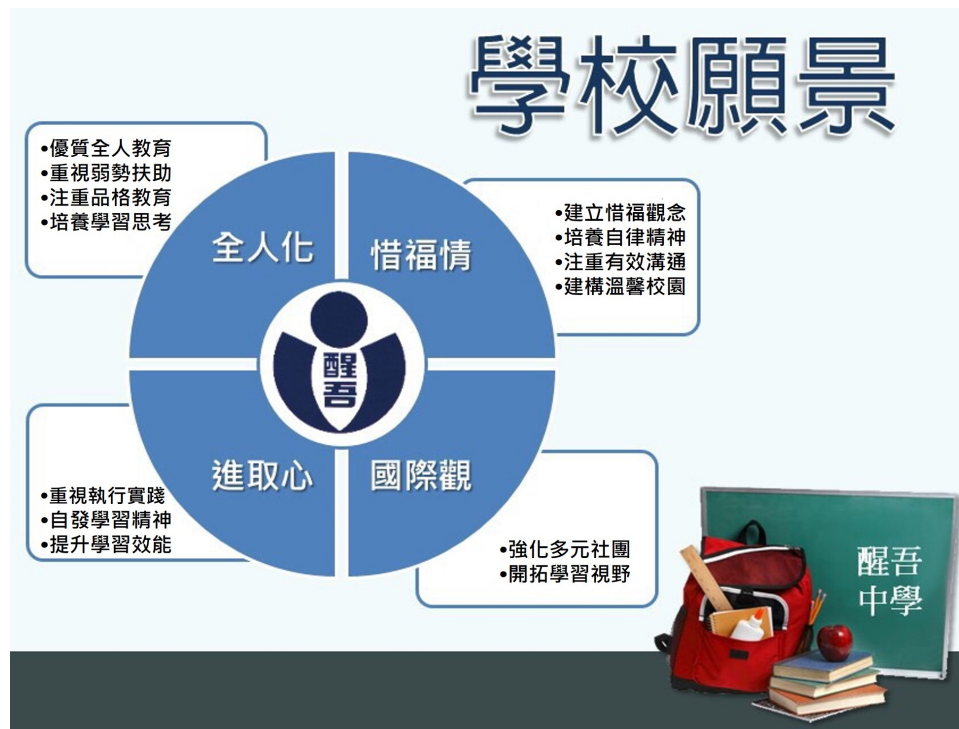 學校願景
•優質全人教育
•重視弱勢扶助
•注重品格教育
•培養學習思考
全人化
惜福情
•建立惜福觀念
•培養自律精神
•注重有效溝通
•建構溫馨校園
醒
吾
進取心
國際觀
•重視執行實踐
•自發學習精神
•提升學習效能
•強化多元社團
•開拓學習視野
醒吾
中學